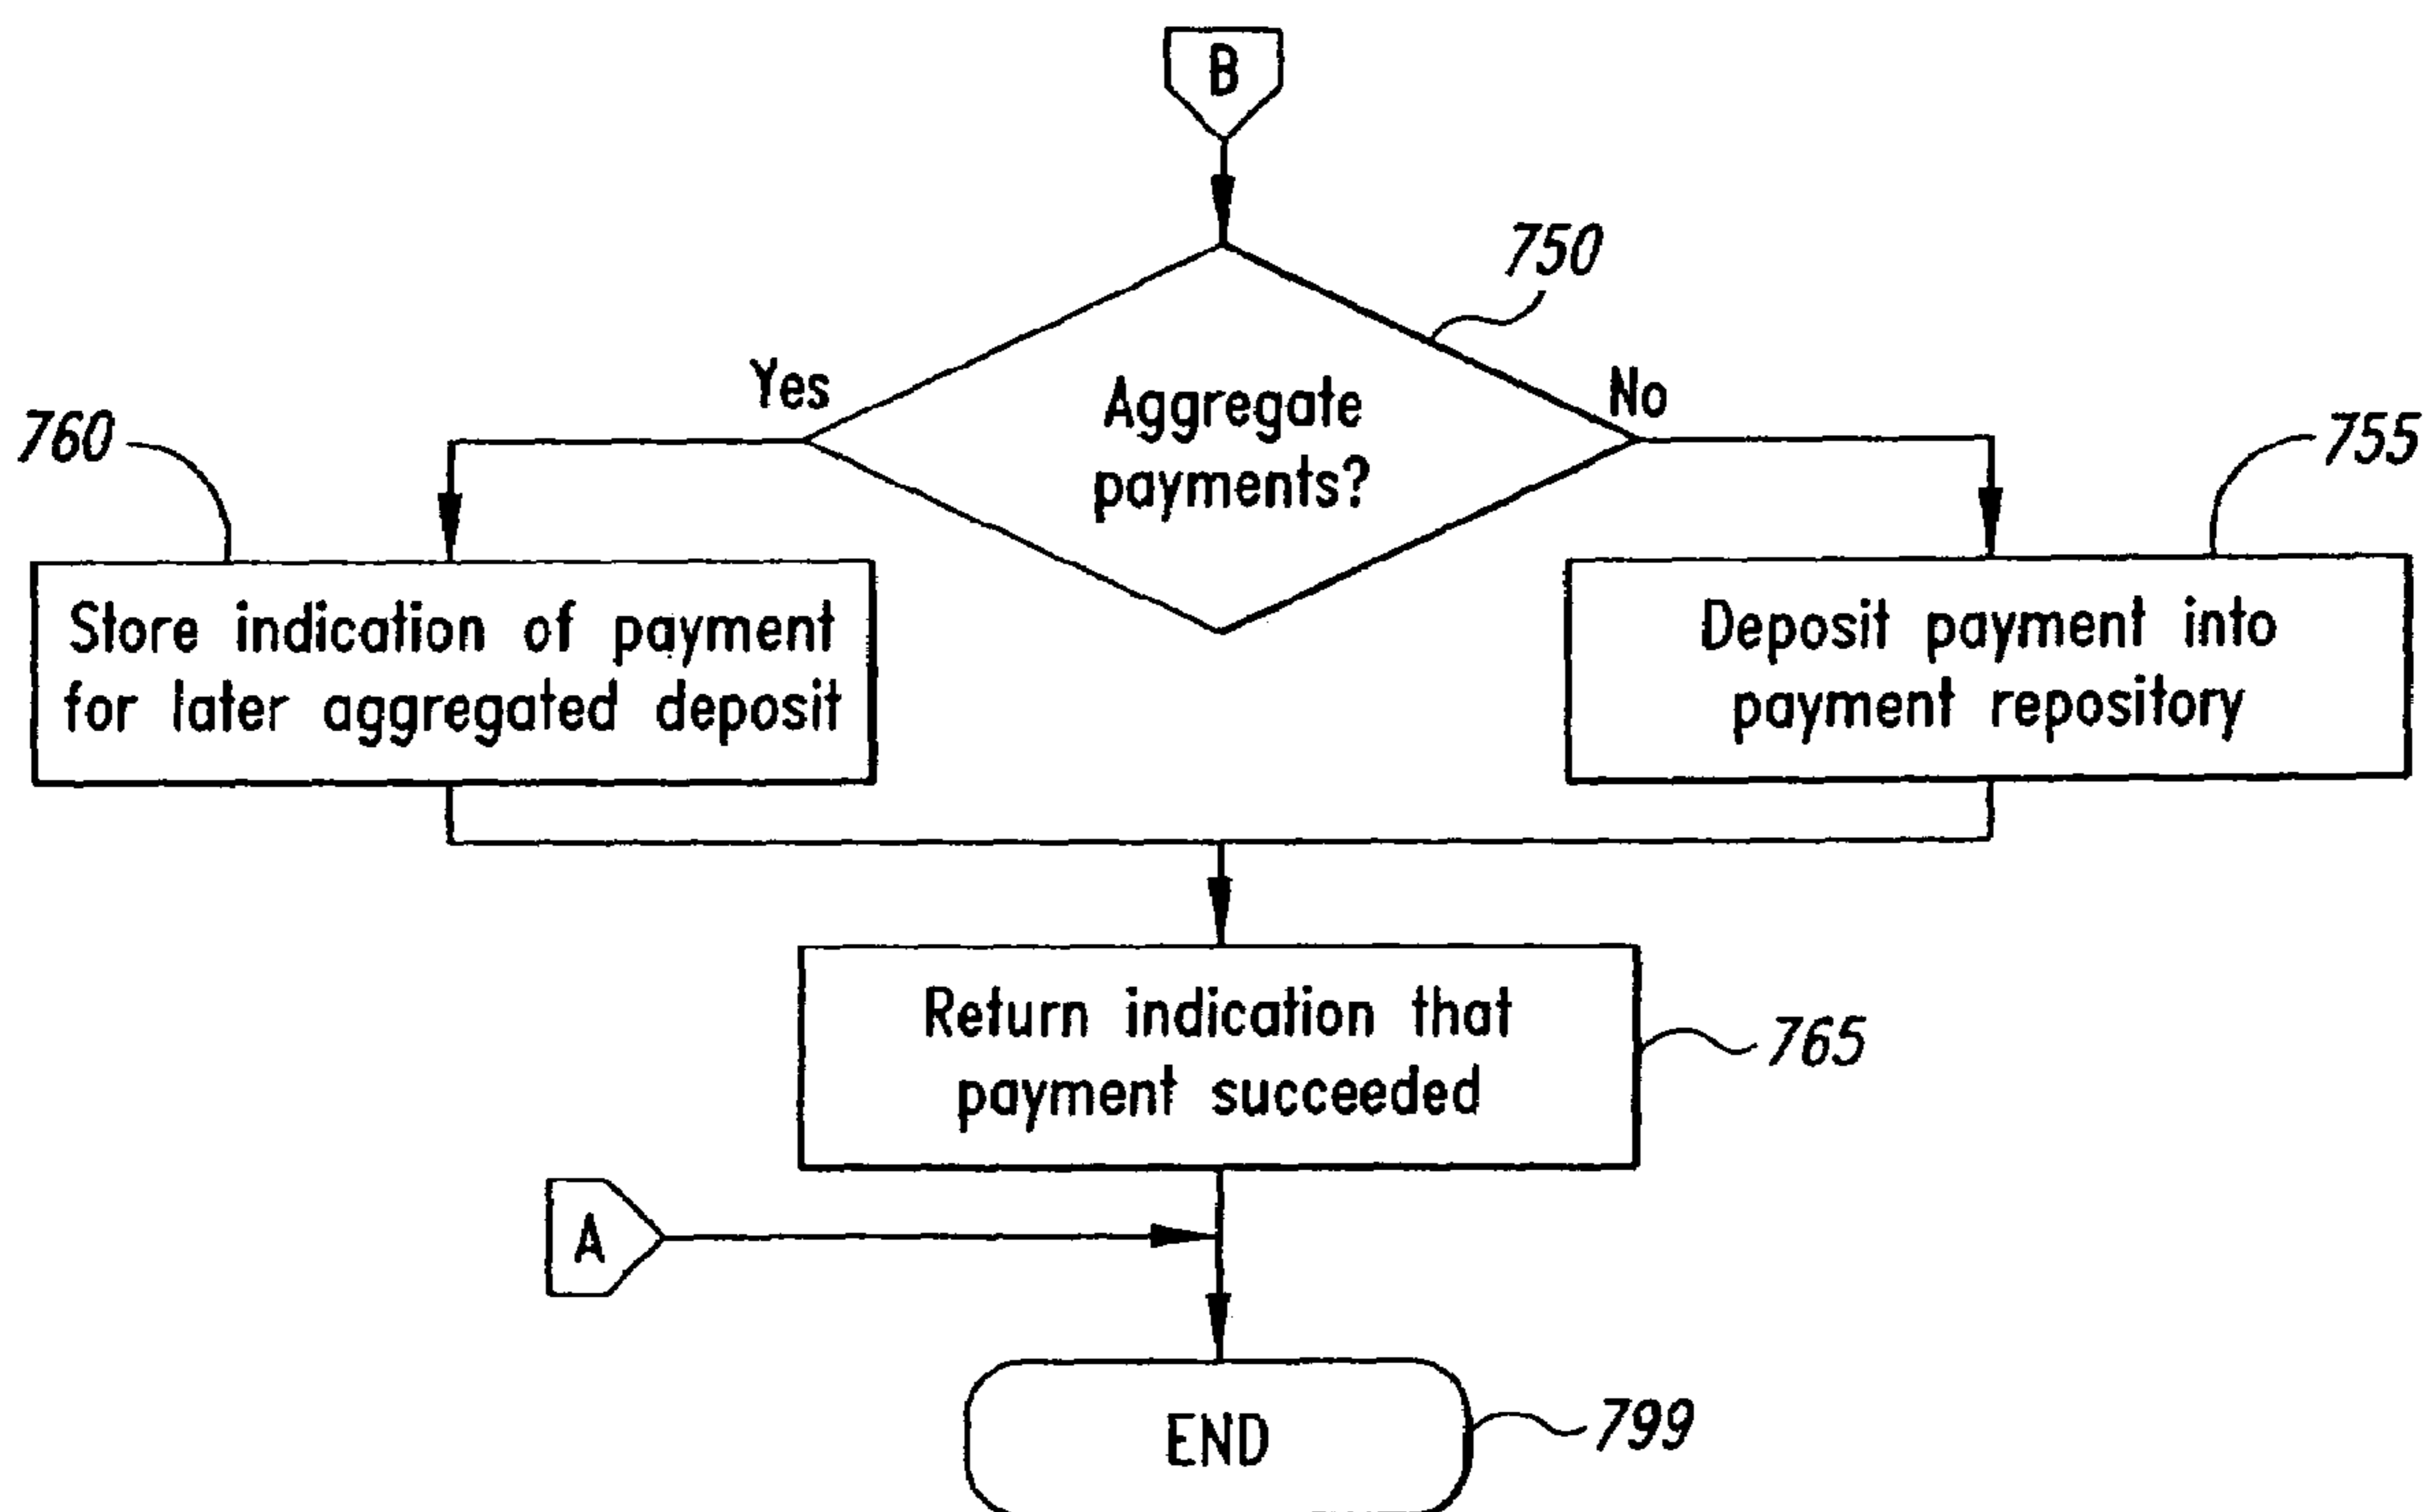 B
750
Yes
Aggregate
payments?
No
760
755
Store indication of payment
for later aggregated deposit
Deposit payment into
payment repository
Return indication that
payment succeeded
765
A
END
799